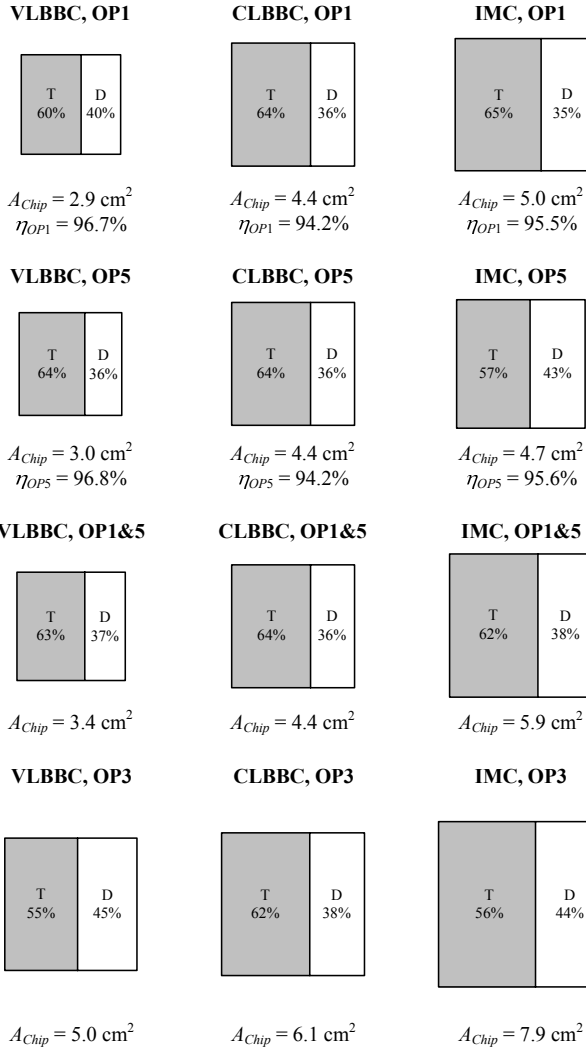 VLBBC, OP1 CLBBC, OP1 IMC, OP1
T D T D T D
60% 40% 64% 36% 65% 35%
A_Chip = 2.9 cm² A_Chip = 4.4 cm² A_Chip = 5.0 cm²
η_OP1 = 96.7% η_OP1 = 94.2% η_OP1 = 95.5%
VLBBC, OP5 CLBBC, OP5 IMC, OP5
T D T D T D
64% 36% 64% 36% 57% 43%
A_Chip = 3.0 cm² A_Chip = 4.4 cm² A_Chip = 4.7 cm²
η_OP5 = 96.8% η_OP5 = 94.2% η_OP5 = 95.6%
VLBBC, OP1&5 CLBBC, OP1&5 IMC, OP1&5
T D T D T D
63% 37% 64% 36% 62% 38%
A_Chip = 3.4 cm² A_Chip = 4.4 cm² A_Chip = 5.9 cm²
VLBBC, OP3 CLBBC, OP3 IMC, OP3
T D T D T D
55% 45% 62% 38% 56% 44%
A_Chip = 5.0 cm² A_Chip = 6.1 cm² A_Chip = 7.9 cm²